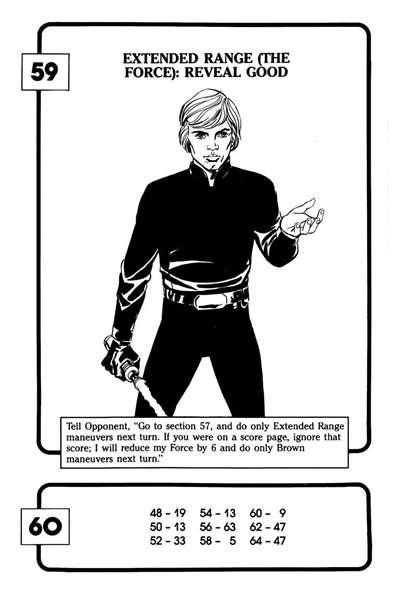 59
EXTENDED RANGE (THE
FORCE): REVEAL GOOD
Tell Opponent, "Go to section 57, and do only Extended Range
maneuvers next turn. If you were on a score page, ignore that
score; I will reduce my Force by 6 and do only Brown
maneuvers next turn."
60
48 - 19 54 - 13 60 - 9
50 - 13 56 - 63 62 - 47
52 - 33 58 - 5 64 - 47